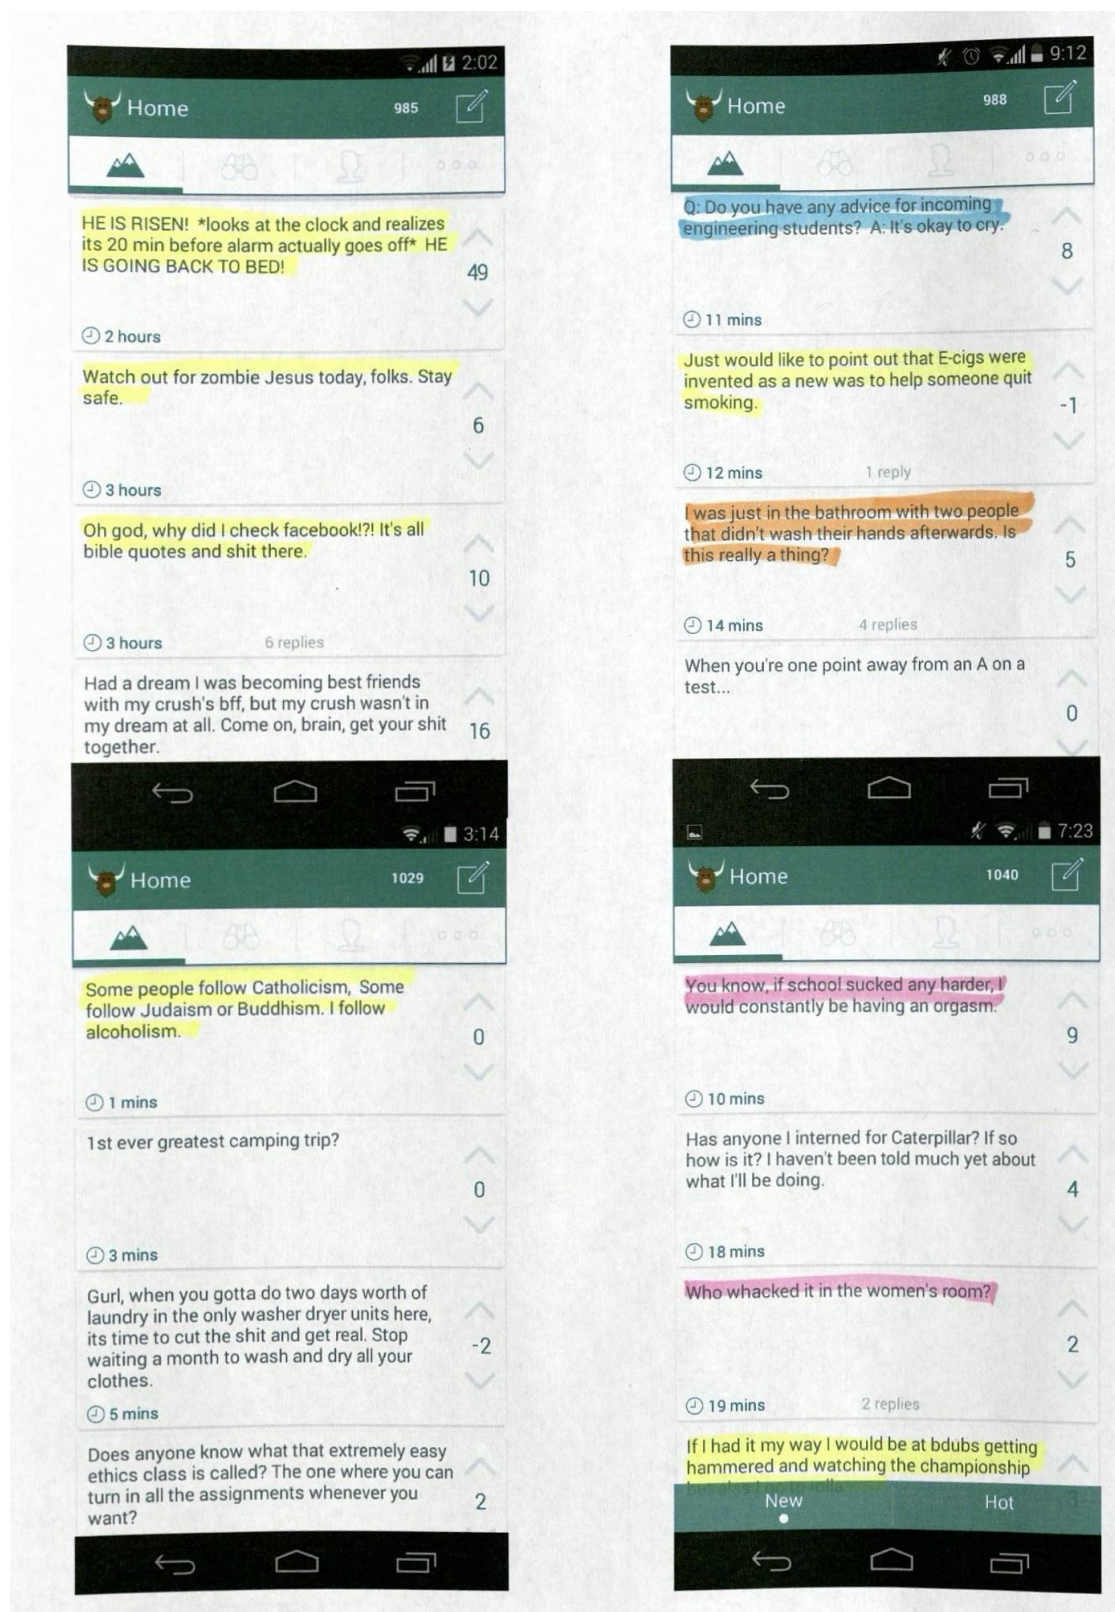 2:02
Home 985
HE IS RISEN! *looks at the clock and realizes
its 20 min before alarm actually goes off* HE
IS GOING BACK TO BED!
49
2 hours
Watch out for zombie Jesus today, folks. Stay
safe.
6
3 hours
Oh god, why did I check facebook!?! It's all
bible quotes and shit there.
10
3 hours 6 replies
Had a dream I was becoming best friends
with my crush's bff, but my crush wasn't in
my dream at all. Come on, brain, get your shit
together.
16
9:12
Home 988
Q: Do you have any advice for incoming
engineering students? A: It's okay to cry.
8
11 mins
Just would like to point out that E-cigs were
invented as a new was to help someone quit
smoking.
-1
12 mins 1 reply
I was just in the bathroom with two people
that didn't wash their hands afterwards. Is
this really a thing?
5
14 mins 4 replies
When you're one point away from an A on a
test...
0
3:14
Home 1029
Some people follow Catholicism, Some
follow Judaism or Buddhism. I follow
alcoholism.
0
1 mins
1st ever greatest camping trip?
0
3 mins
Gurl, when you gotta do two days worth of
laundry in the only washer dryer units here,
its time to cut the shit and get real. Stop
waiting a month to wash and dry all your
clothes.
-2
5 mins
Does anyone know what that extremely easy
ethics class is called? The one where you can
turn in all the assignments whenever you
want?
2
7:23
Home 1040
You know, if school sucked any harder, I
would constantly be having an orgasm.
9
10 mins
Has anyone I interned for Caterpillar? If so
how is it? I haven't been told much yet about
what I'll be doing.
4
18 mins
Who whacked it in the women's room?
2
19 mins 2 replies
If I had it my way I would be at bdubs getting
hammered and watching the championship
3
New Hot